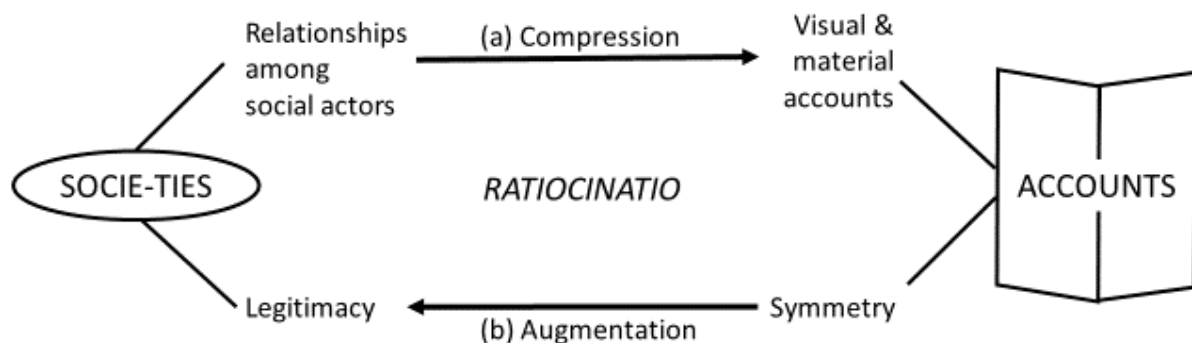 Relationships
among
social actors
(a) Compression
Visual &
material
accounts
SOCIE-TIES
RATIOCINATIO
ACCOUNTS
Legitimacy
(b) Augmentation
Symmetry